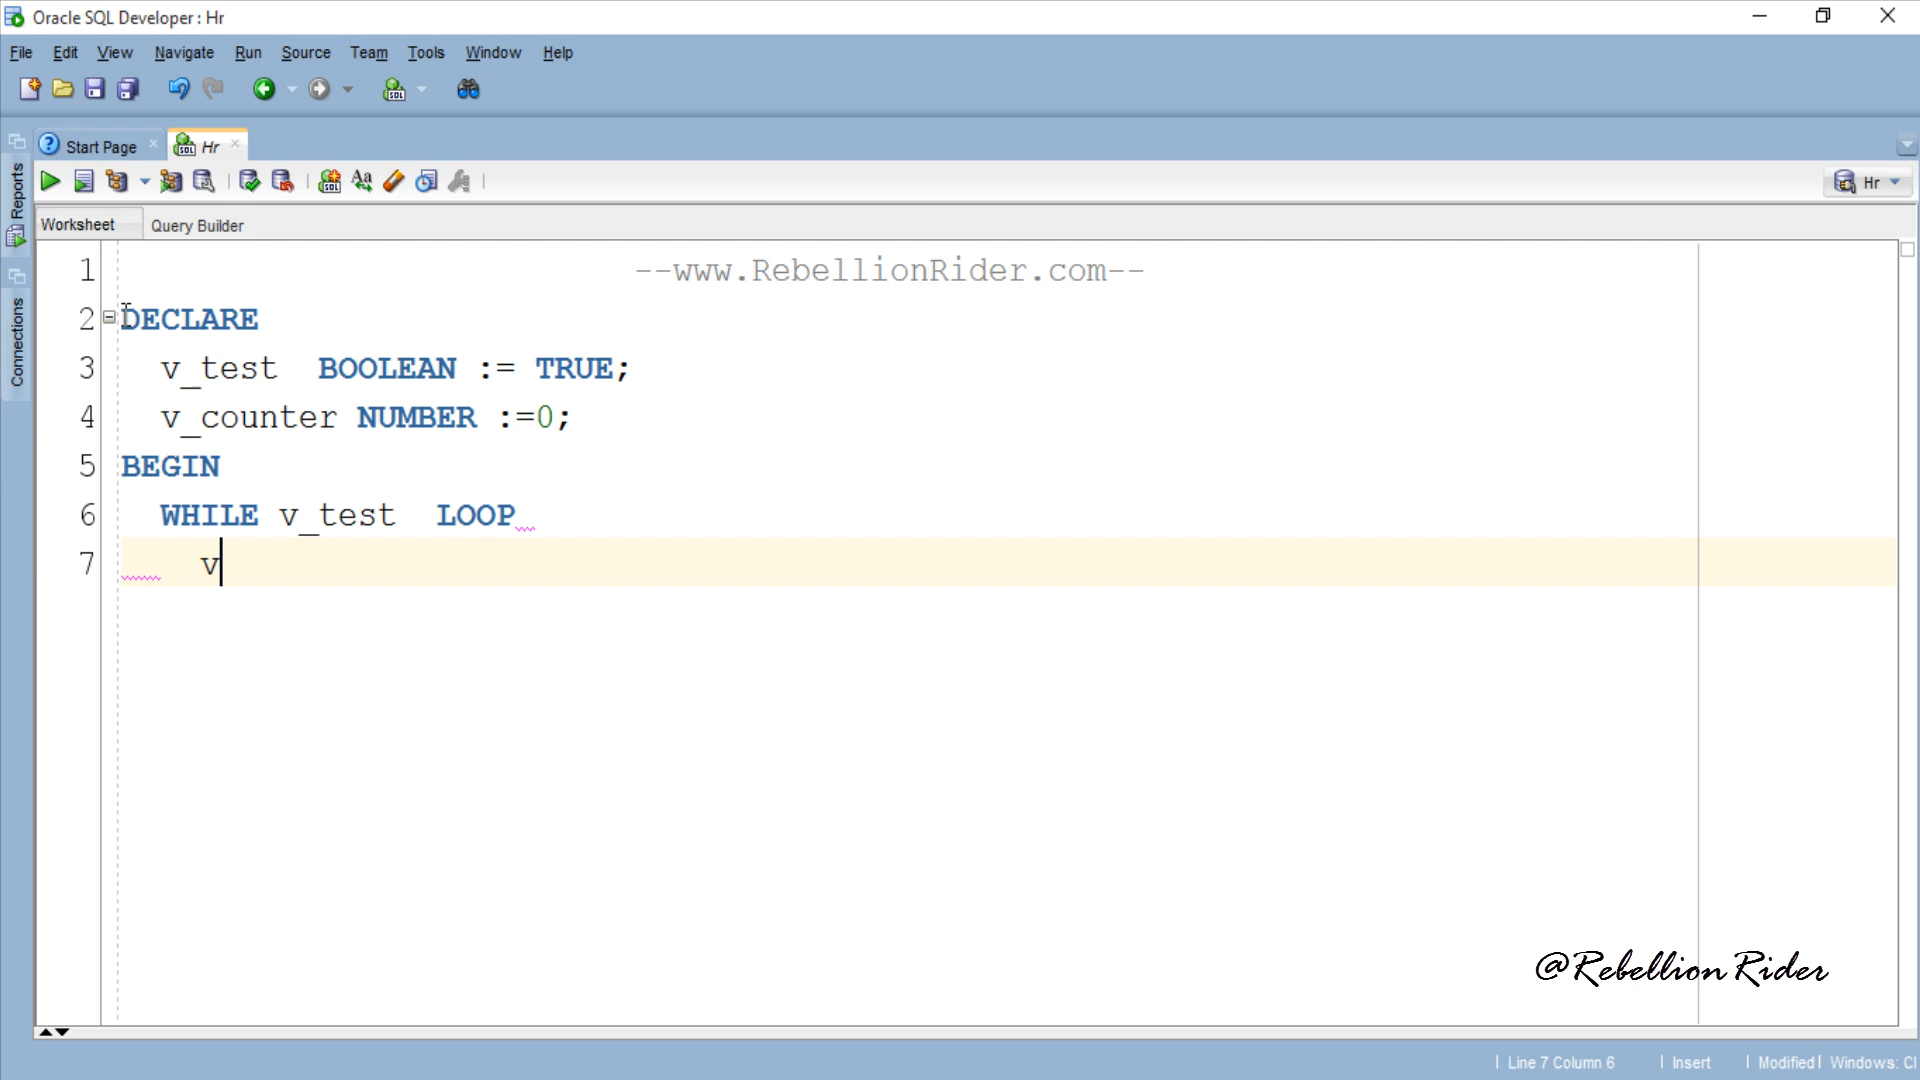 Oracle SQL Developer : Hr
File Edit View Navigate Run Source Team Tools Window Help
Start Page Hr
Hr
Worksheet Query Builder
Reports
Connections
1 --www.RebellionRider.com--
2 DECLARE
3 v_test BOOLEAN := TRUE;
4 v_counter NUMBER :=0;
5 BEGIN
6 WHILE v_test LOOP
7 v
@Rebellion Rider
Line 7 Column 6 | Insert | Modified | Windows: Cl